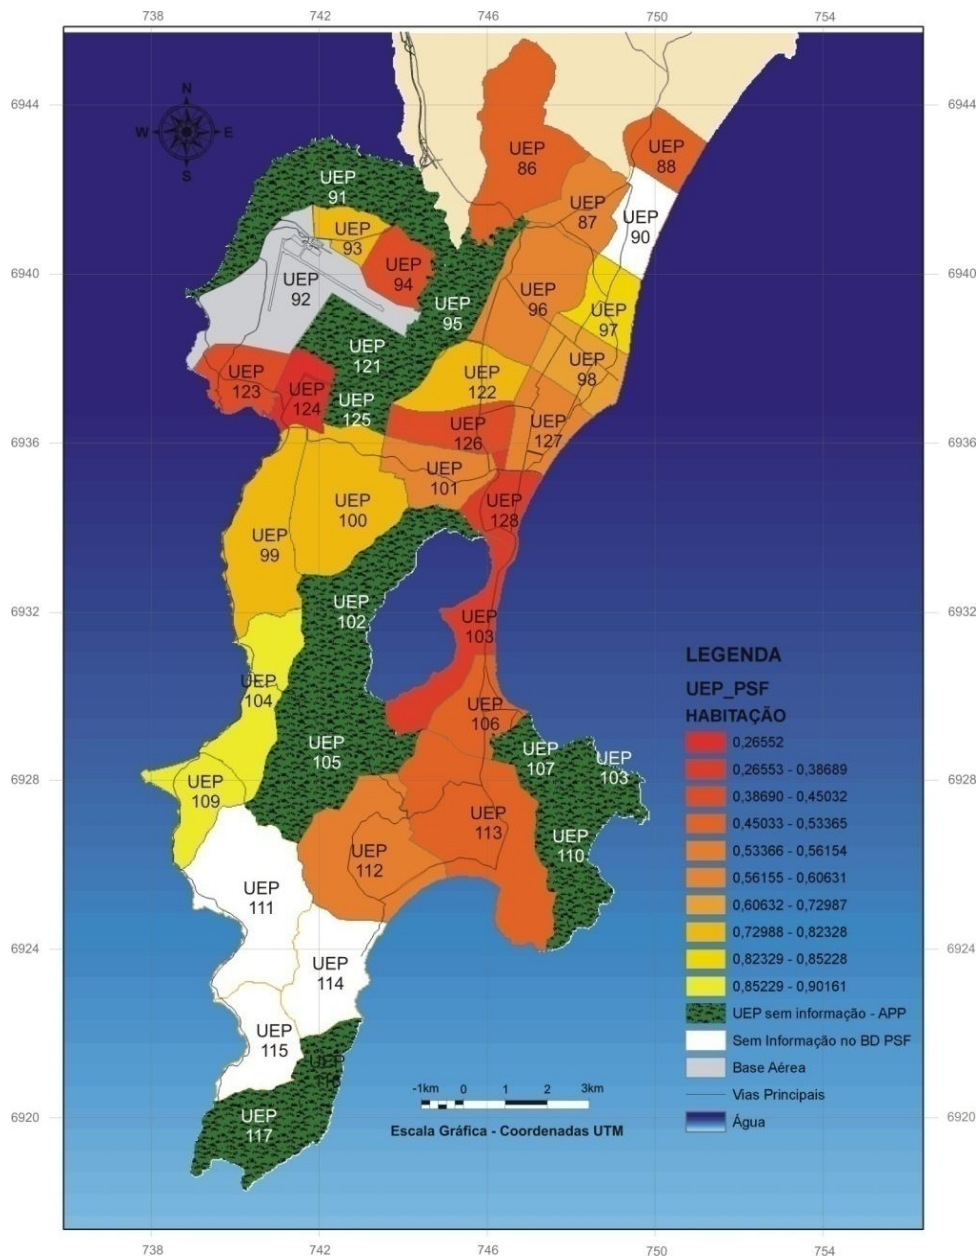 738 742 746 750 754
6944 6944
N
W E
S
UEP
86
UEP
88
UEP
91
UEP
87
UEP
90
UEP
93
UEP
94
6940 6940
UEP
92
UEP
95
UEP
96
UEP
97
UEP
121
UEP
98
UEP
123
UEP
124
UEP
125
UEP
122
UEP
126
UEP
127
6936 6936
UEP
101
UEP
100
UEP
128
UEP
99
UEP
102
6932 6932
UEP
103
UEP
104
UEP
106
UEP
105
UEP
107
UEP
103
6928 6928
UEP
109
UEP
113
UEP
110
UEP
112
UEP
111
6924 6924
UEP
114
UEP
115
UEP
UEP
117
6920 6920
LEGENDA
UEP_PSF
HABITAÇÃO
0,26552
0,26553 - 0,38689
0,38690 - 0,45032
0,45033 - 0,53365
0,53366 - 0,56154
0,56155 - 0,60631
0,60632 - 0,72987
0,72988 - 0,82328
0,82329 - 0,85228
0,85229 - 0,90161
UEP sem informação - APP
Sem Informação no BD PSF
Base Aérea
Vias Principais
Água
-1km 0 1 2 3km
Escala Gráfica - Coordenadas UTM
738 742 746 750 754